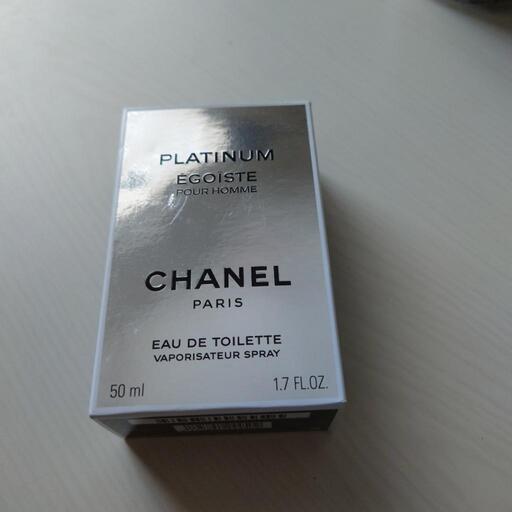 PLATINUM
ÉGOÏSTE
POUR HOMME
CHANEL
PARIS
EAU DE TOILETTE
VAPORISATEUR SPRAY
50 ml 1.7 FL.OZ.